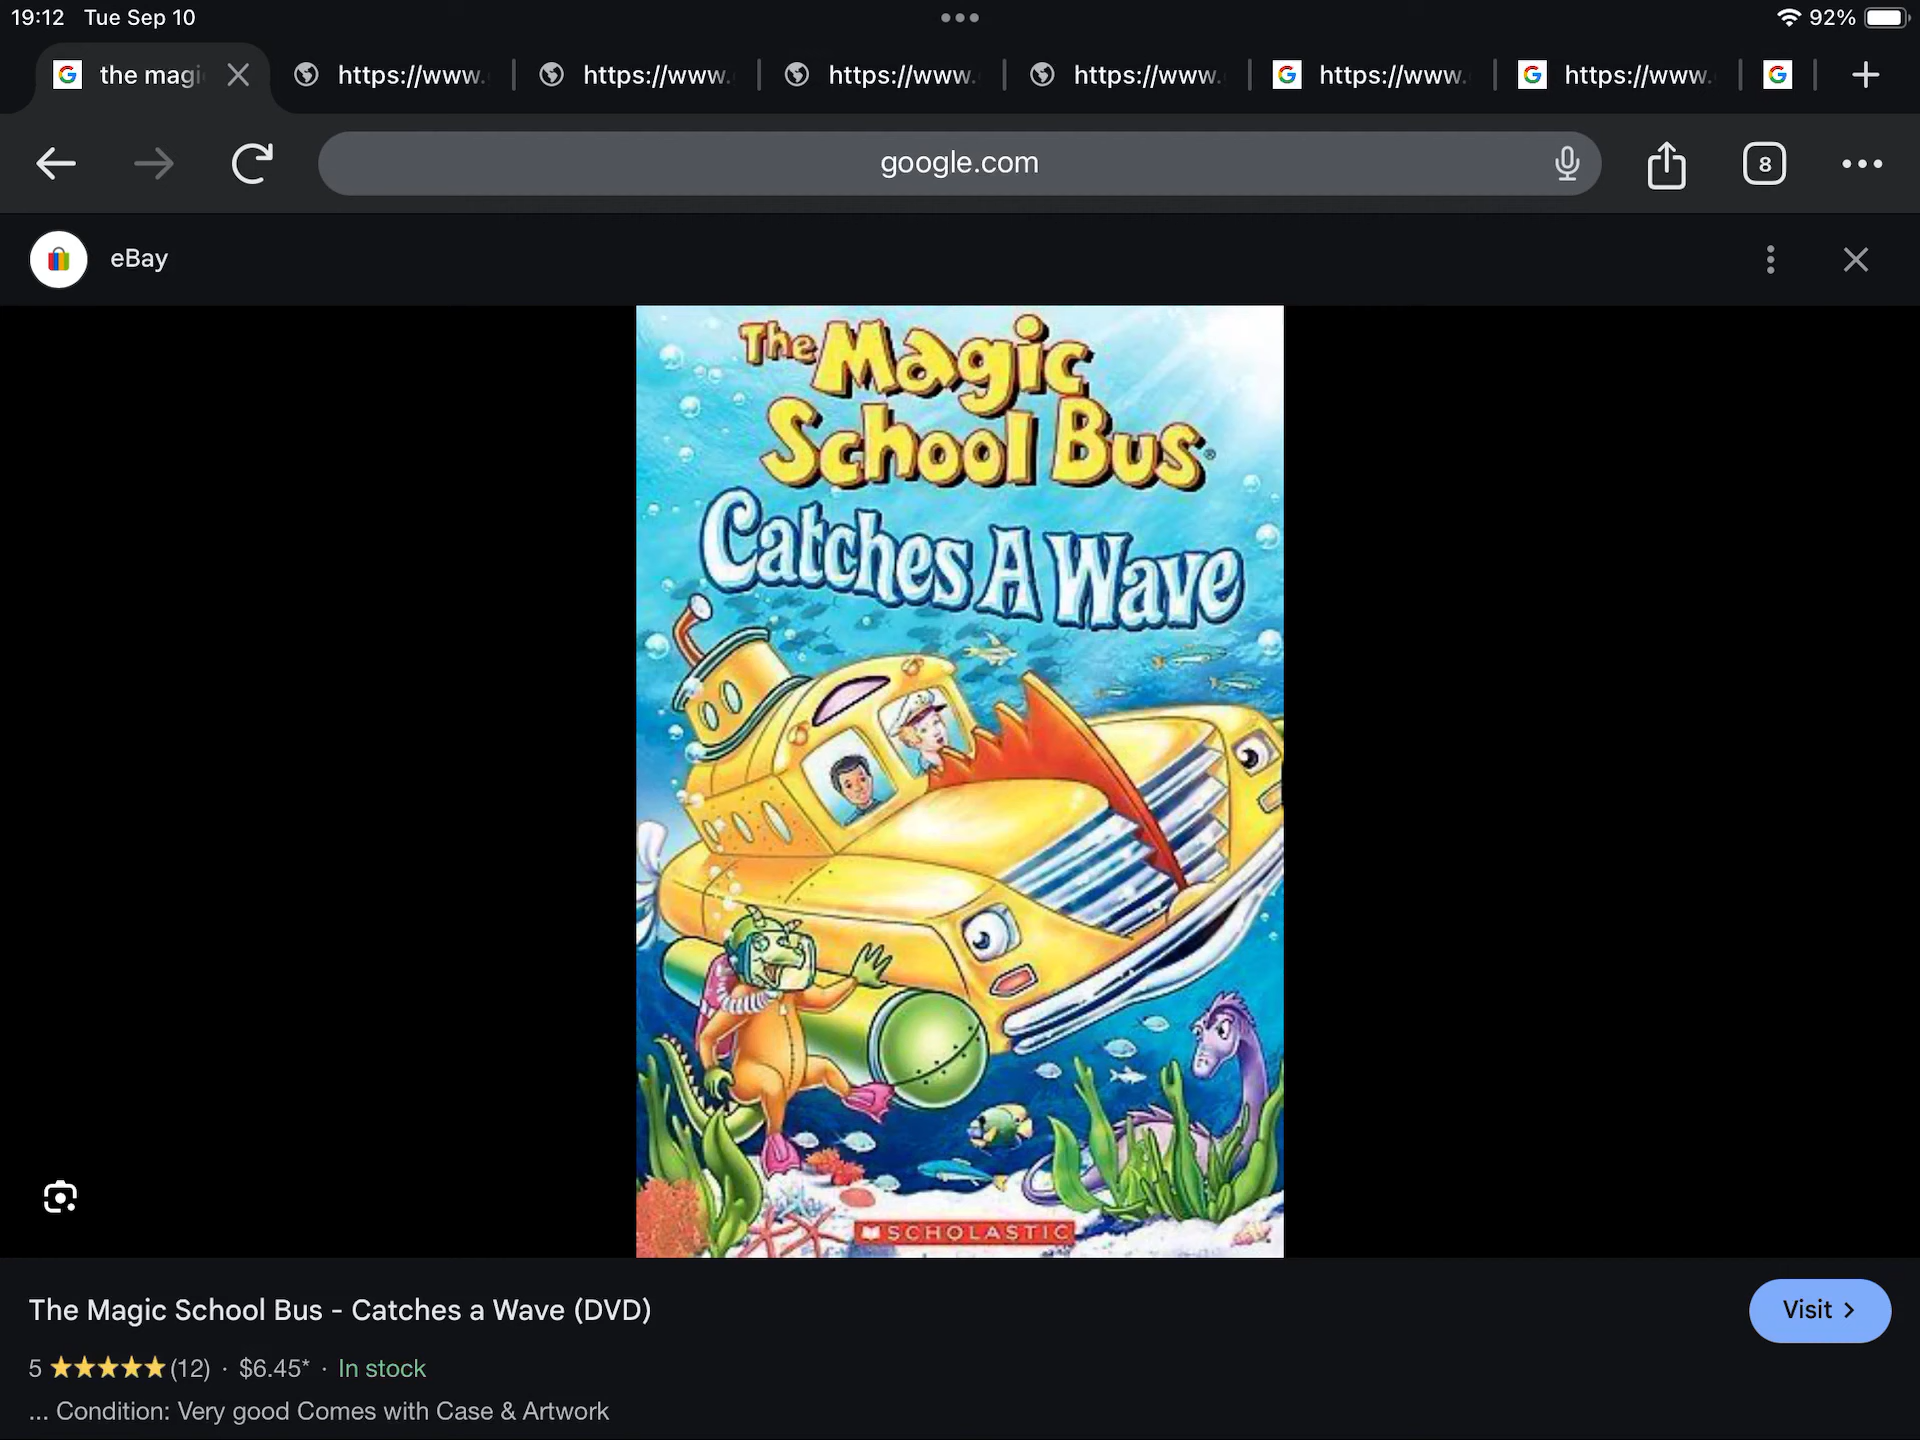 19:12 Tue Sep 10
92%
the magi
https://www.
https://www.
https://www.
https://www.
https://www.
https://www.
google.com
8
eBay
The Magic
School Bus®
Catches A Wave
SCHOLASTIC
The Magic School Bus - Catches a Wave (DVD)
Visit
5 ★★★★★ (12) · $6.45* · In stock
... Condition: Very good Comes with Case & Artwork